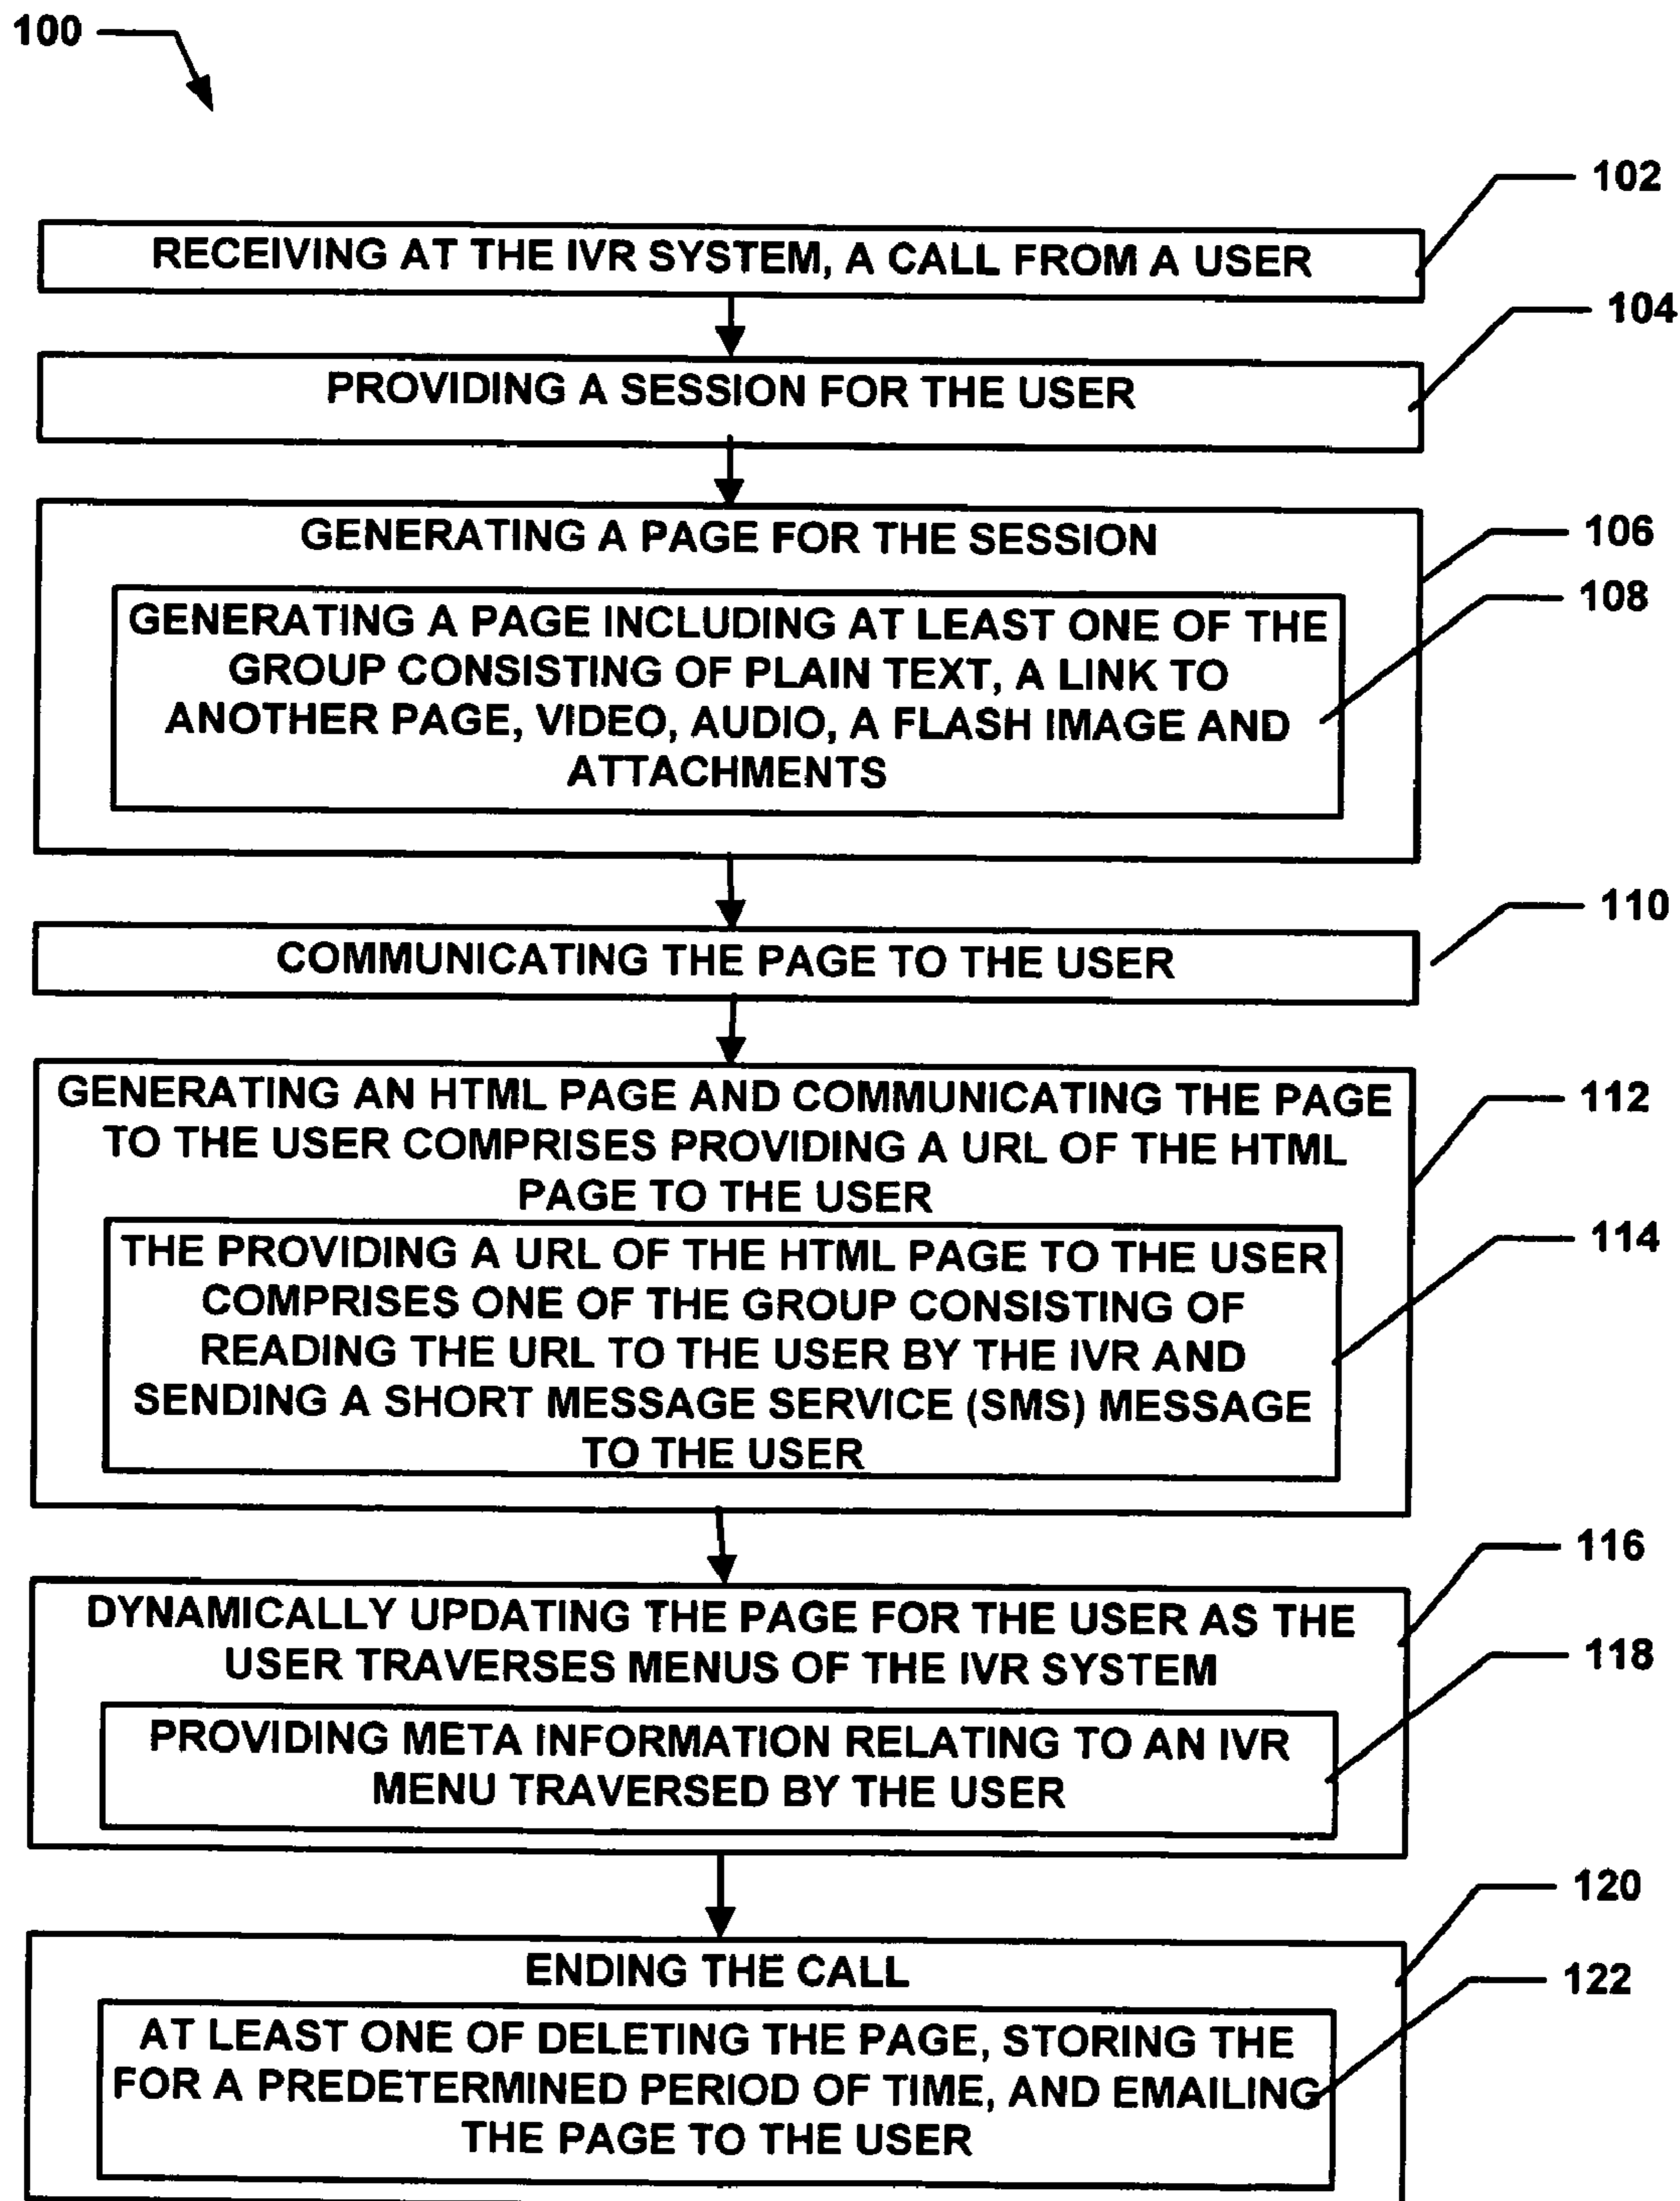 100
102
RECEIVING AT THE IVR SYSTEM, A CALL FROM A USER
104
PROVIDING A SESSION FOR THE USER
106
GENERATING A PAGE FOR THE SESSION
108
GENERATING A PAGE INCLUDING AT LEAST ONE OF THE
GROUP CONSISTING OF PLAIN TEXT, A LINK TO
ANOTHER PAGE, VIDEO, AUDIO, A FLASH IMAGE AND
ATTACHMENTS
110
COMMUNICATING THE PAGE TO THE USER
112
GENERATING AN HTML PAGE AND COMMUNICATING THE PAGE
TO THE USER COMPRISES PROVIDING A URL OF THE HTML
PAGE TO THE USER
114
THE PROVIDING A URL OF THE HTML PAGE TO THE USER
COMPRISES ONE OF THE GROUP CONSISTING OF
READING THE URL TO THE USER BY THE IVR AND
SENDING A SHORT MESSAGE SERVICE (SMS) MESSAGE
TO THE USER
116
DYNAMICALLY UPDATING THE PAGE FOR THE USER AS THE
USER TRAVERSES MENUS OF THE IVR SYSTEM
118
PROVIDING META INFORMATION RELATING TO AN IVR
MENU TRAVERSED BY THE USER
120
ENDING THE CALL
122
AT LEAST ONE OF DELETING THE PAGE, STORING THE
FOR A PREDETERMINED PERIOD OF TIME, AND EMAILING
THE PAGE TO THE USER